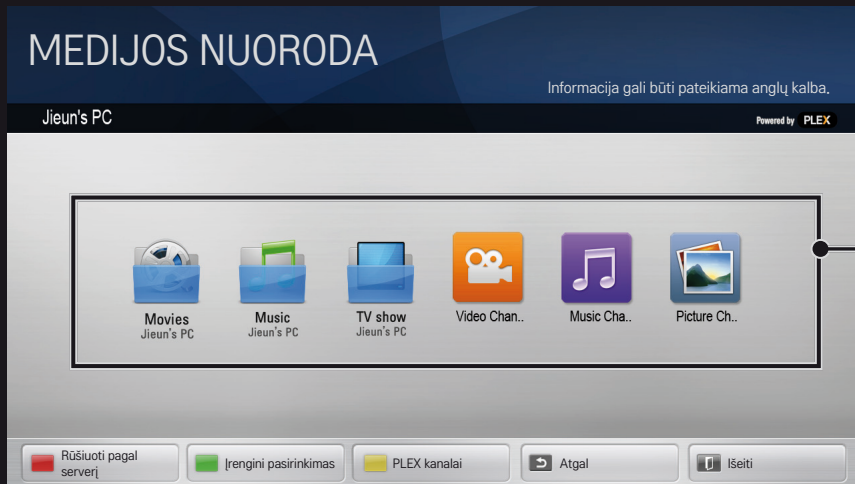 MEDIJOS NUORODA
Informacija gali būti pateikiama anglų kalba.
Jieun's PC
Powered by PLEX
Movies
Jieun's PC
Music
Jieun's PC
TV show
Jieun's PC
Video Chan..
Music Cha..
Picture Ch..
Rūšiuoti pagal
serverį
Įrengini pasirinkimas
PLEX kanalai
Atgal
Išeiti